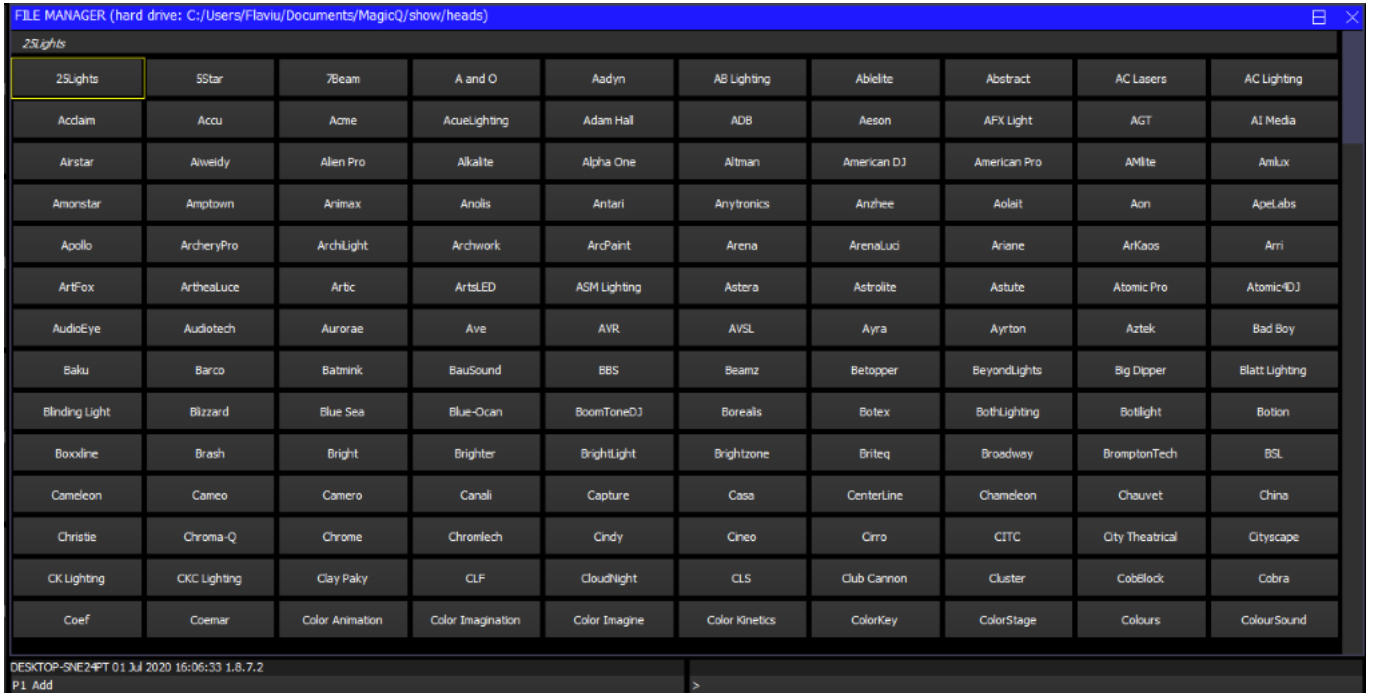 FILE MANAGER (hard drive: C:/Users/Flaviu/Documents/MagicQ/show/heads)
25Lights
25Lights 5Star 7Beam A and O Aadyn AB Lighting Ablelite Abstract AC Lasers AC Lighting
Acclaim Accu Acme AcueLighting Adam Hall ADB Aeson AFX Light AGT AI Media
Airstar Aiweidy Alien Pro Alkalite Alpha One Altman American DJ American Pro AMlite Amlux
Amonstar Amptown Animax Anolis Antari Anytronics Anzhee Aolait Aon ApeLabs
Apollo ArcheryPro ArchiLight Archwork ArcPaint Arena ArenaLuci Ariane ArKaos Arri
ArtFox ArtheaLuce Artic ArtsLED ASM Lighting Astera Astrolite Astute Atomic Pro Atomic4DJ
AudioEye Audiotech Aurorae Ave AVR AVSL Ayra Ayrton Aztek Bad Boy
Baku Barco Batmink BauSound BBS Beamz Betopper BeyondLights Big Dipper Blatt Lighting
Blinding Light Blizzard Blue Sea Blue-Ocan BoomToneDJ Borealis Botex BothLighting Botilight Botion
Boxxline Brash Bright Brighter BrightLight Brightzone Briteq Broadway BromptonTech BSL
Cameleon Cameo Camero Canali Capture Casa CenterLine Chameleon Chauvet China
Christie Chroma-Q Chrome Chromlech Cindy Cineo Cirro CITC City Theatrical Cityscape
CK Lighting CKC Lighting Clay Paky CLF CloudNight CLS Club Cannon Cluster CobBlock Cobra
Coef Coemar Color Animation Color Imagination Color Imagine Color Kinetics ColorKey ColorStage Colours ColourSound
DESKTOP-SNE24PT 01 Jul 2020 16:06:33 1.8.7.2
P1 Add >